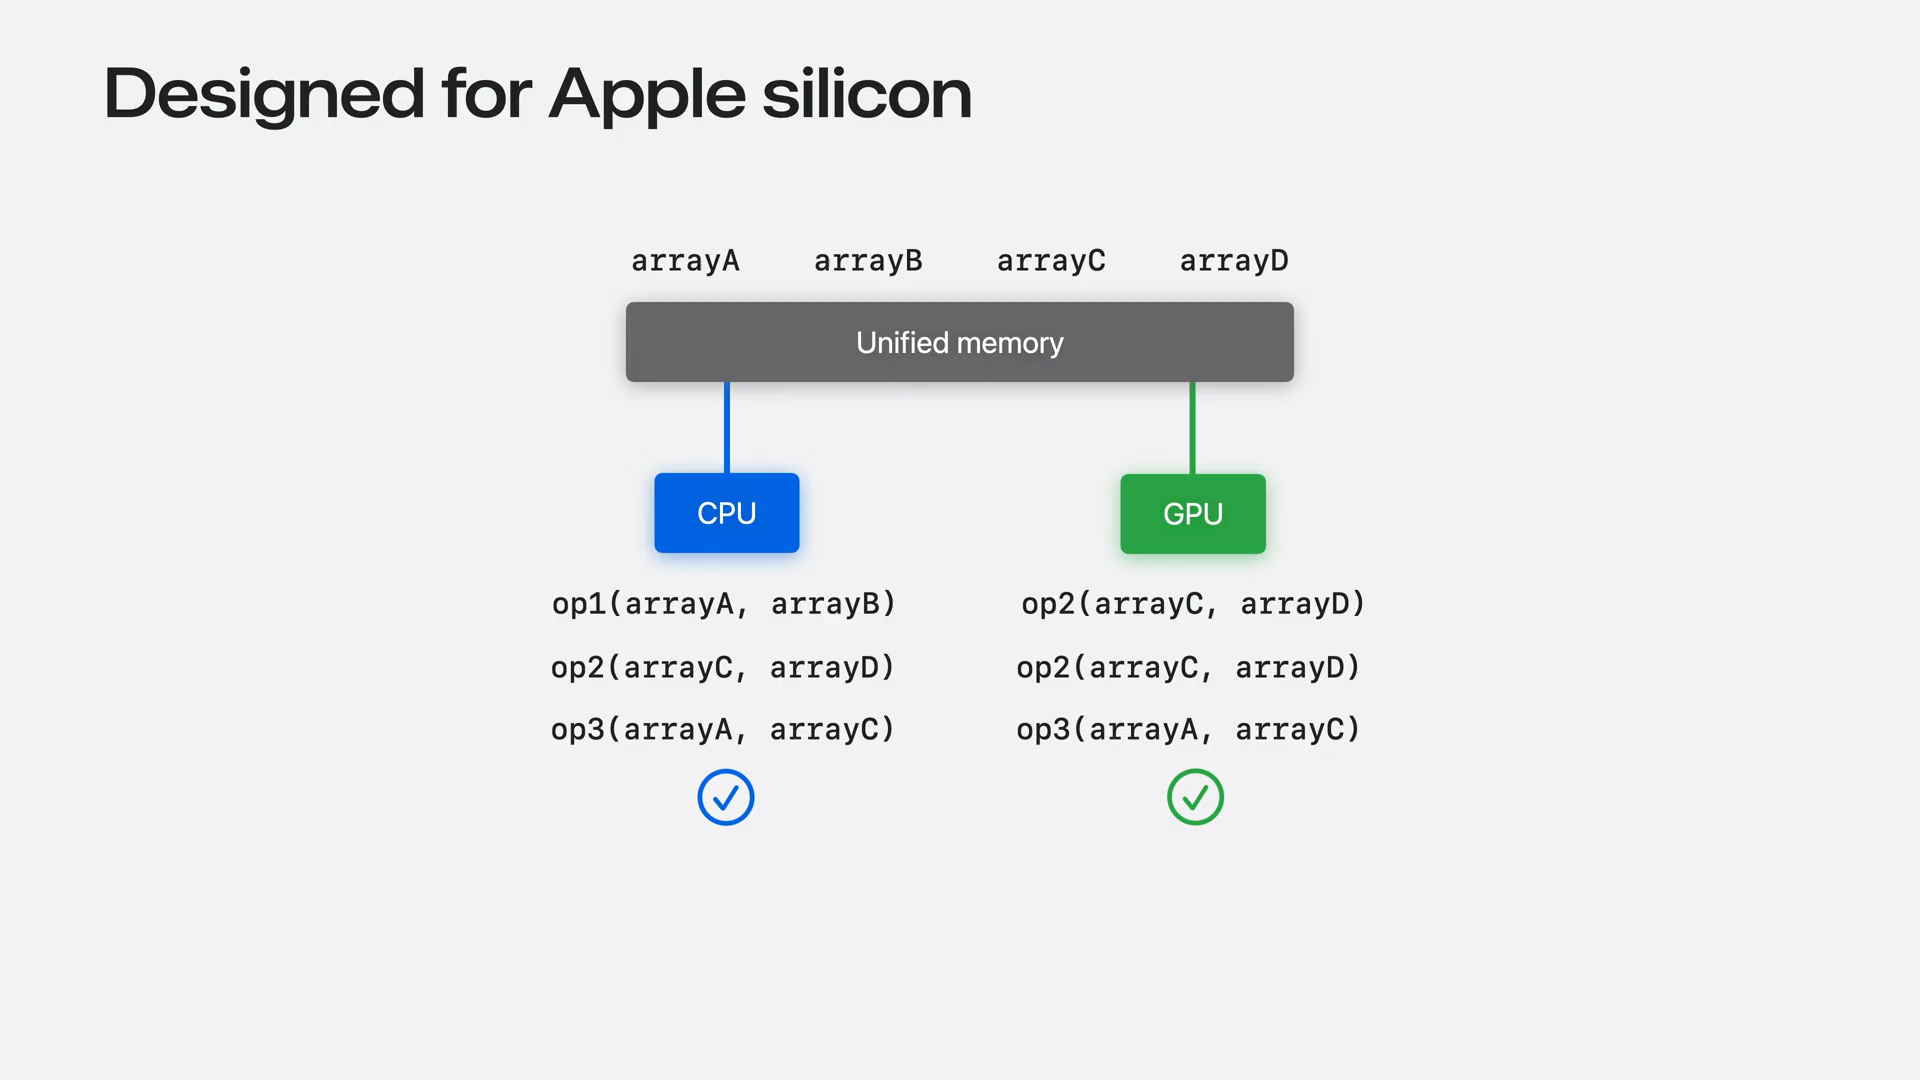 Designed for Apple silicon
arrayA arrayB arrayC arrayD
Unified memory
CPU GPU
op1(arrayA, arrayB) op2(arrayC, arrayD)
op2(arrayC, arrayD) op2(arrayC, arrayD)
op3(arrayA, arrayC) op3(arrayA, arrayC)